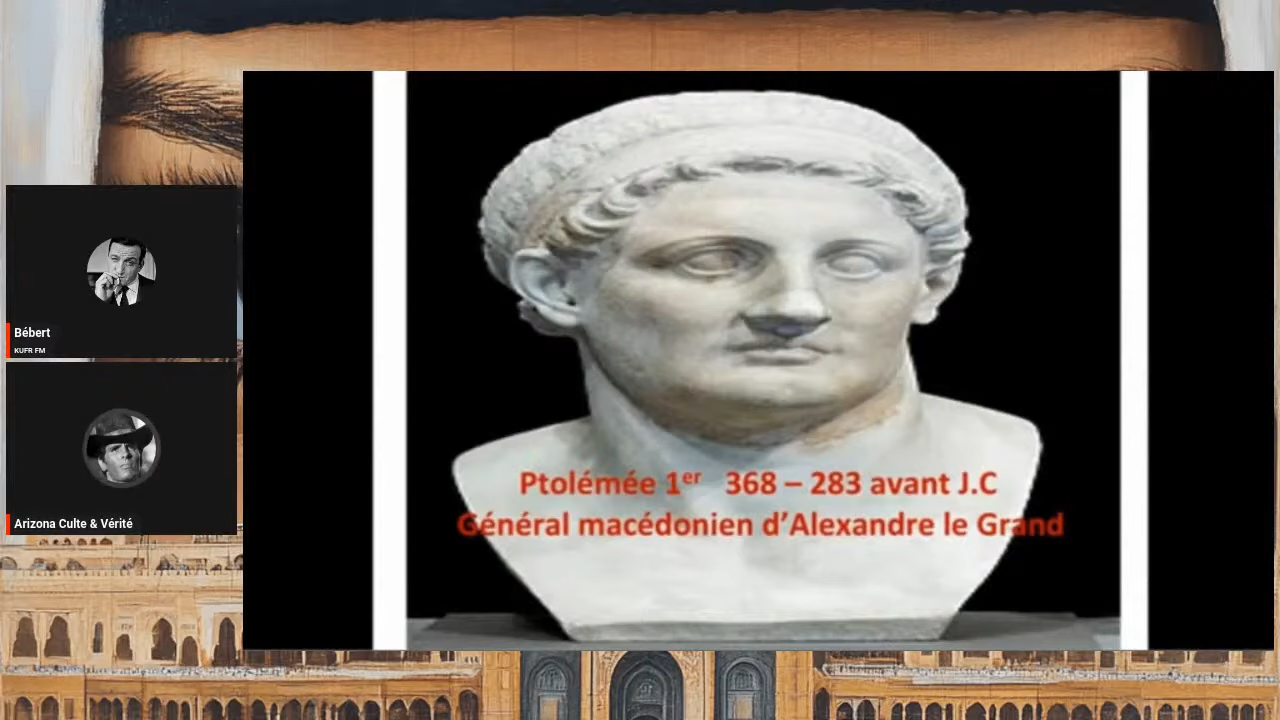 Bébert
KUFR FM
Arizona Culte & Vérité
Ptolémée 1er 368 – 283 avant J.C
Général macédonien d’Alexandre le Grand